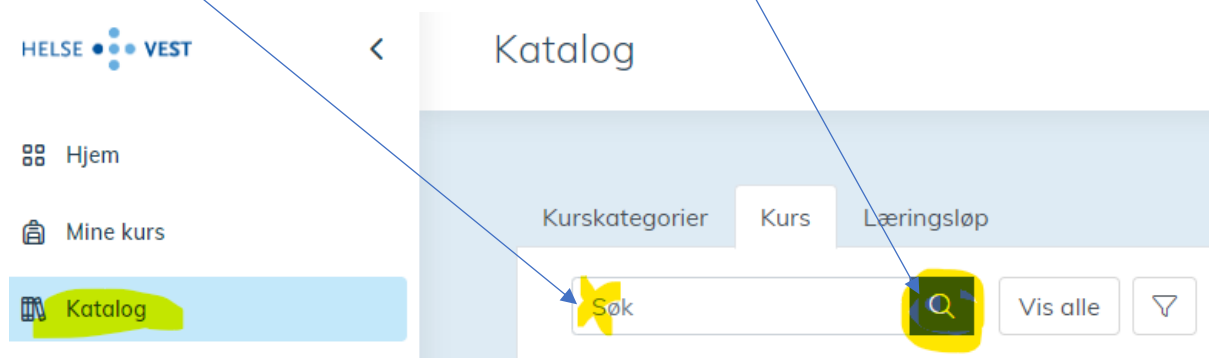 HELSE VEST
Katalog
Hjem
Mine kurs
Katalog
Kurskategorier Kurs Læringsløp
Søk Vis alle